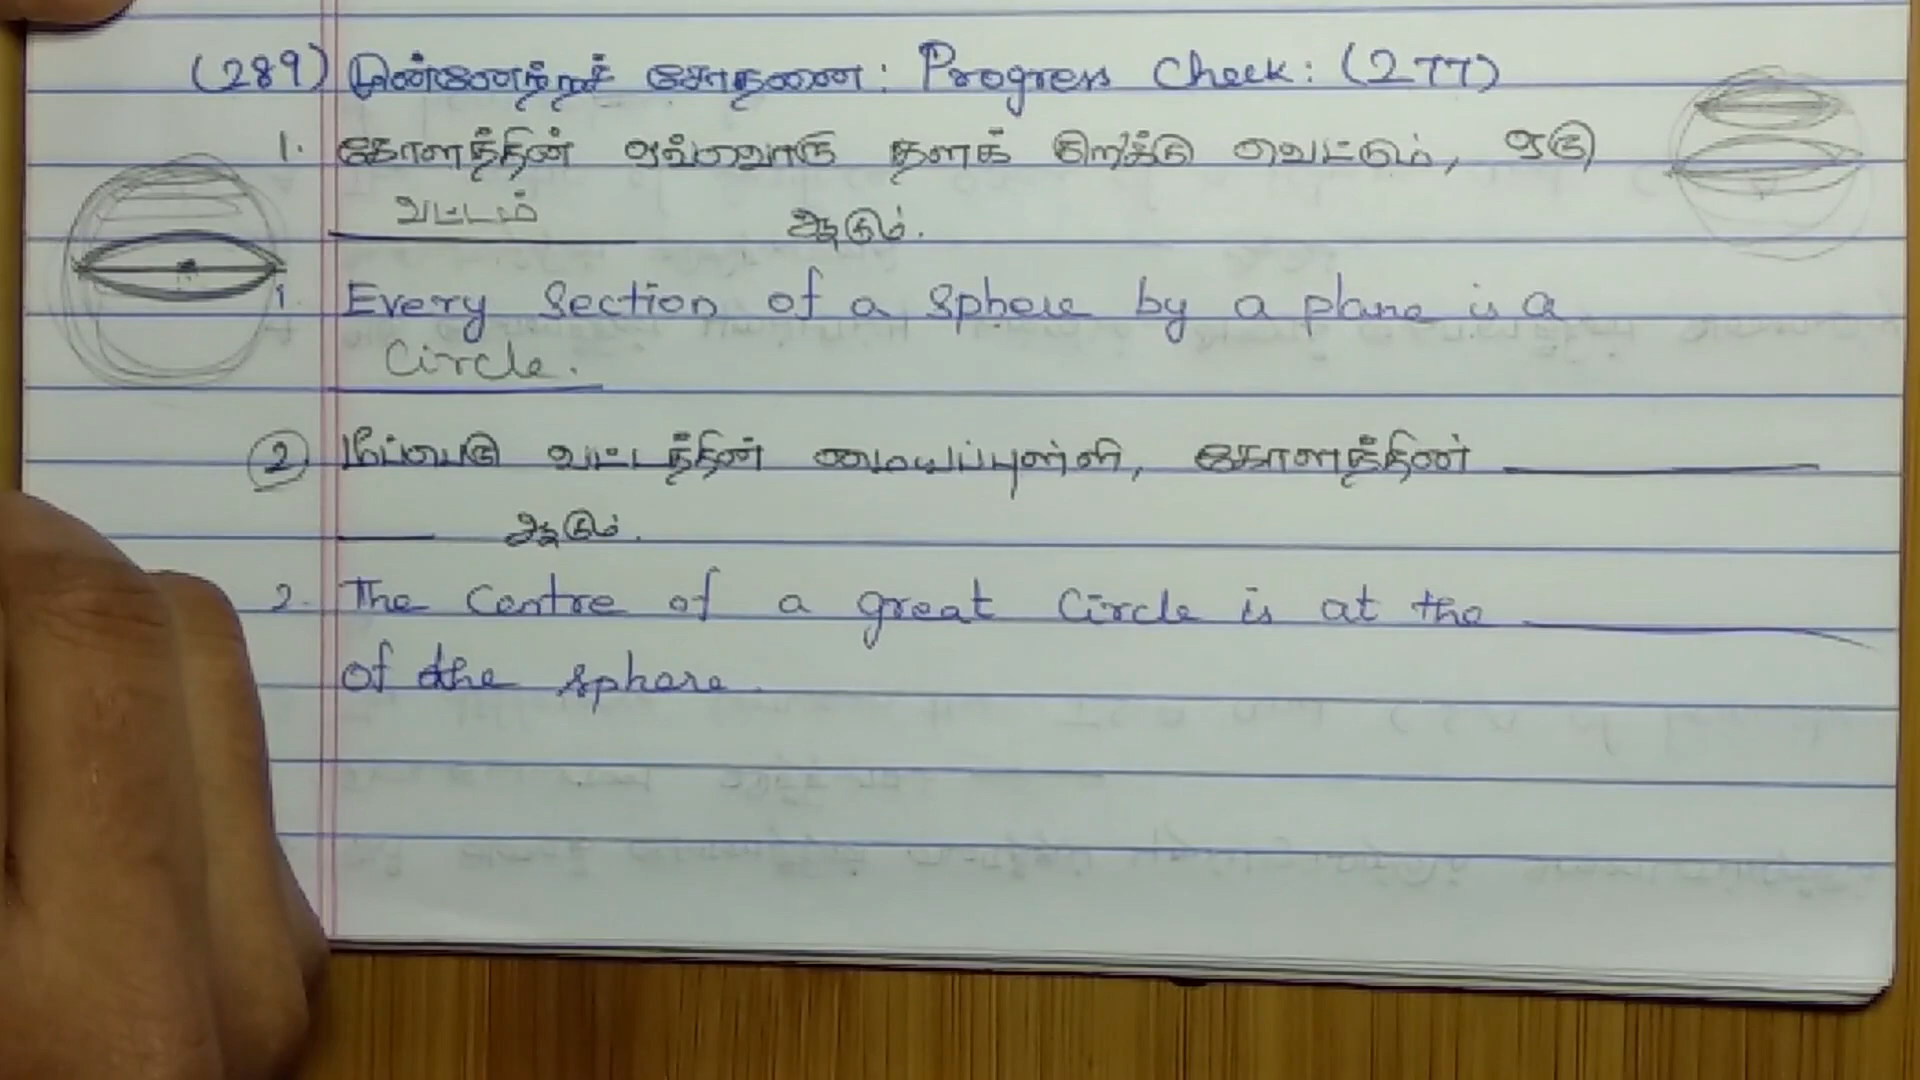 (289) முன்னேற்றச் சோதனை: Progress Check: (277)
1. கோளத்தின் ஒவ்வொரு தளக் குறுக்கு வெட்டும், ஒரு
வட்டம் ஆகும்.
1. Every Section of a sphere by a plane is a
Circle.
2 மீப்பெரு வட்டத்தின் மையப்புள்ளி, கோளத்தின்
ஆகும்.
2. The Centre of a great Circle is at the
of the sphere.